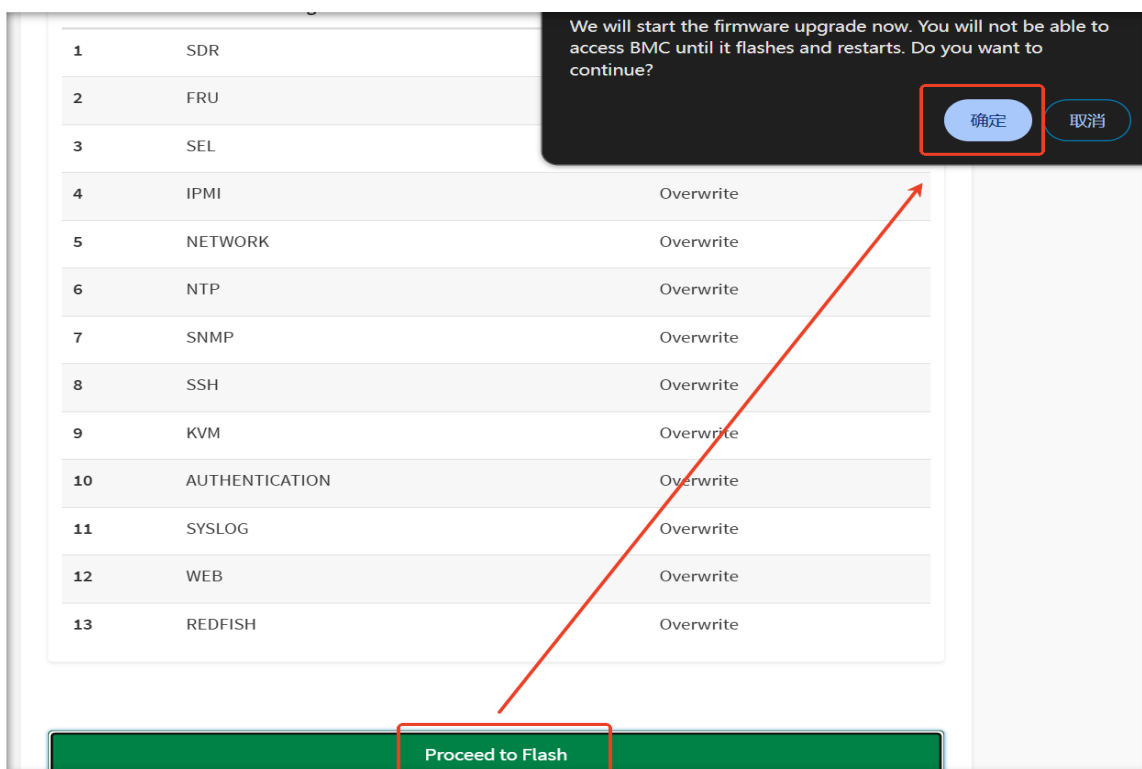 We will start the firmware upgrade now. You will not be able to
access BMC until it flashes and restarts. Do you want to
continue?
确定 取消
1 SDR
2 FRU
3 SEL
4 IPMI Overwrite
5 NETWORK Overwrite
6 NTP Overwrite
7 SNMP Overwrite
8 SSH Overwrite
9 KVM Overwrite
10 AUTHENTICATION Overwrite
11 SYSLOG Overwrite
12 WEB Overwrite
13 REDFISH Overwrite
Proceed to Flash